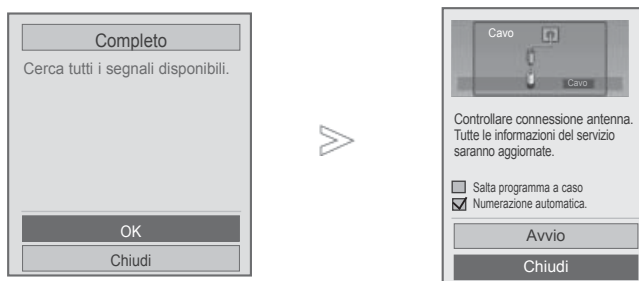 Completo
Cerca tutti i segnali disponibili.
OK
Chiudi
Cavo
Cavo
Controllare connessione antenna.
Tutte le informazioni del servizio
saranno aggiornate.
Salta programma a caso
Numerazione automatica.
Avvio
Chiudi